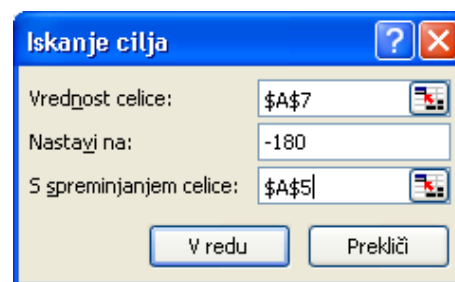 Iskanje cilja ?
Vrednost celice: $A$7
Nastavi na: -180
S spreminjanjem celice: $A$5
V redu Prekliči